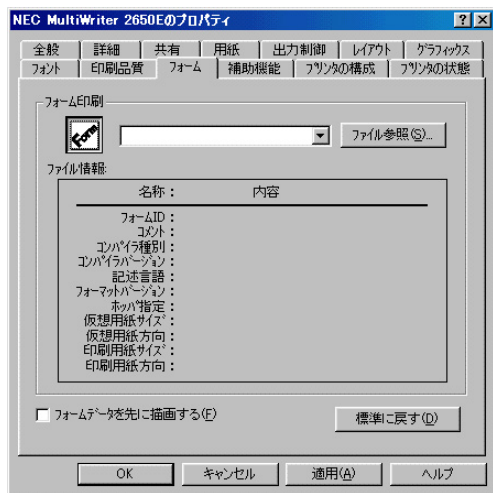 NEC MultiWriter 2650Eのプロパティ
全般 詳細 共有 用紙 出力制御 ﾚｲｱｳﾄ ｸﾞﾗﾌｨｯｸｽ
ﾌｫﾝﾄ 印刷品質 ﾌｫｰﾑ 補助機能 ﾌﾟﾘﾝﾀの構成 ﾌﾟﾘﾝﾀの状態
ﾌｫｰﾑ印刷
Form
ﾌｧｲﾙ参照(S)...
ﾌｧｲﾙ情報:
名称： 内容
ﾌｫｰﾑID：
ｺﾒﾝﾄ：
ｺﾝﾊﾟｲﾗ種別：
ｺﾝﾊﾟｲﾗﾊﾞｰｼﾞｮﾝ：
記述言語：
ﾌｫｰﾏｯﾄﾊﾞｰｼﾞｮﾝ：
ﾎｯﾊﾟ指定：
仮想用紙ｻｲｽﾞ：
仮想用紙方向：
印刷用紙ｻｲｽﾞ：
印刷用紙方向：
ﾌｫｰﾑﾃﾞｰﾀを先に描画する(F)
標準に戻す(D)
OK ｷｬﾝｾﾙ 適用(A) ﾍﾙﾌﾟ